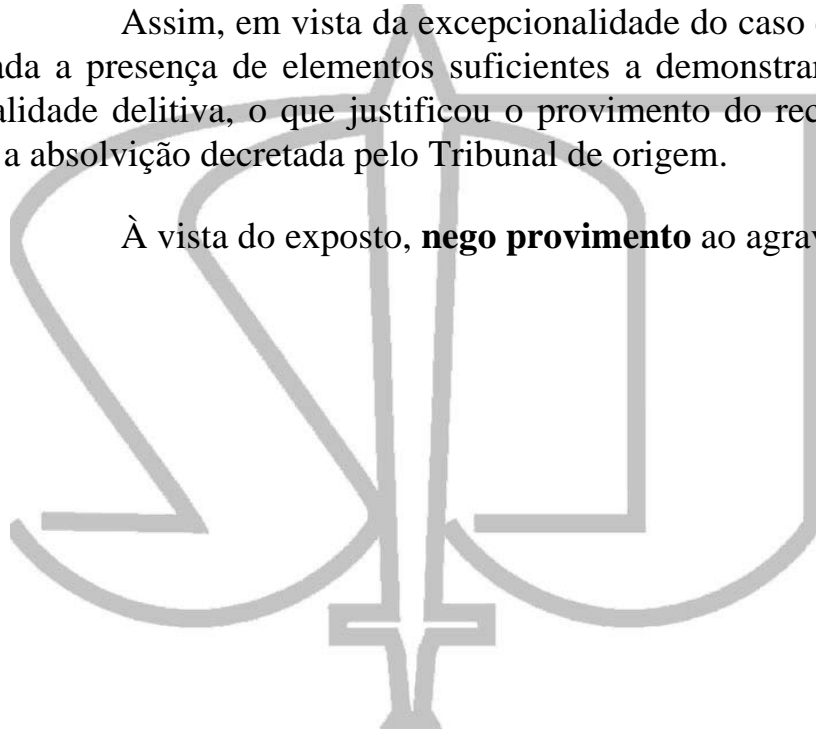 Assim, em vista da excepcionalidade do caso
ada a presença de elementos suficientes a demonstrar
alidade delitiva, o que justificou o provimento do rec
a absolvição decretada pelo Tribunal de origem.
À vista do exposto, nego provimento ao agrav